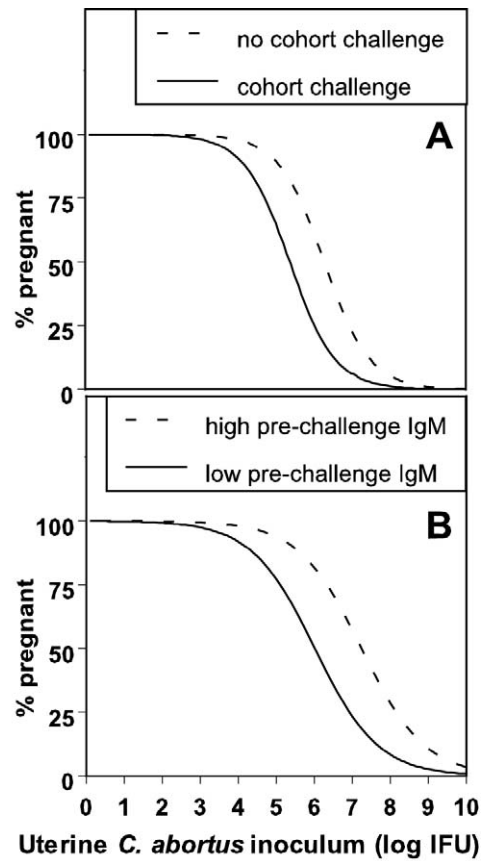 no cohort challenge
cohort challenge
A
100
75
50
25
0
% pregnant
high pre-challenge IgM
low pre-challenge IgM
B
100
75
50
25
0
% pregnant
0 1 2 3 4 5 6 7 8 9 10
Uterine C. abortus inoculum (log IFU)